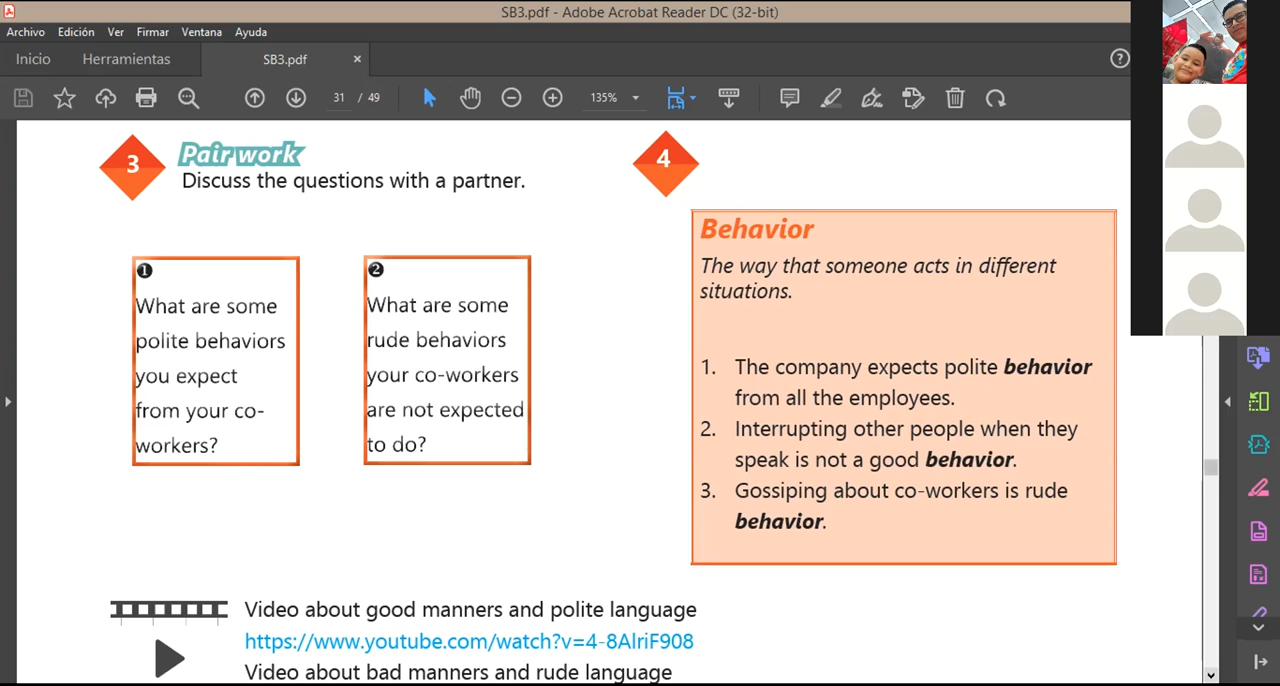 SB3.pdf - Adobe Acrobat Reader DC (32-bit)
Archivo Edición Ver Firmar Ventana Ayuda
Inicio Herramientas SB3.pdf ×
31 / 49 135%
3
Pair work
Discuss the questions with a partner.
1
What are some
polite behaviors
you expect
from your co-
workers?
2
What are some
rude behaviors
your co-workers
are not expected
to do?
4
Behavior
The way that someone acts in different
situations.
1. The company expects polite behavior
from all the employees.
2. Interrupting other people when they
speak is not a good behavior.
3. Gossiping about co-workers is rude
behavior.
Video about good manners and polite language
https://www.youtube.com/watch?v=4-8AlriF908
Video about bad manners and rude language